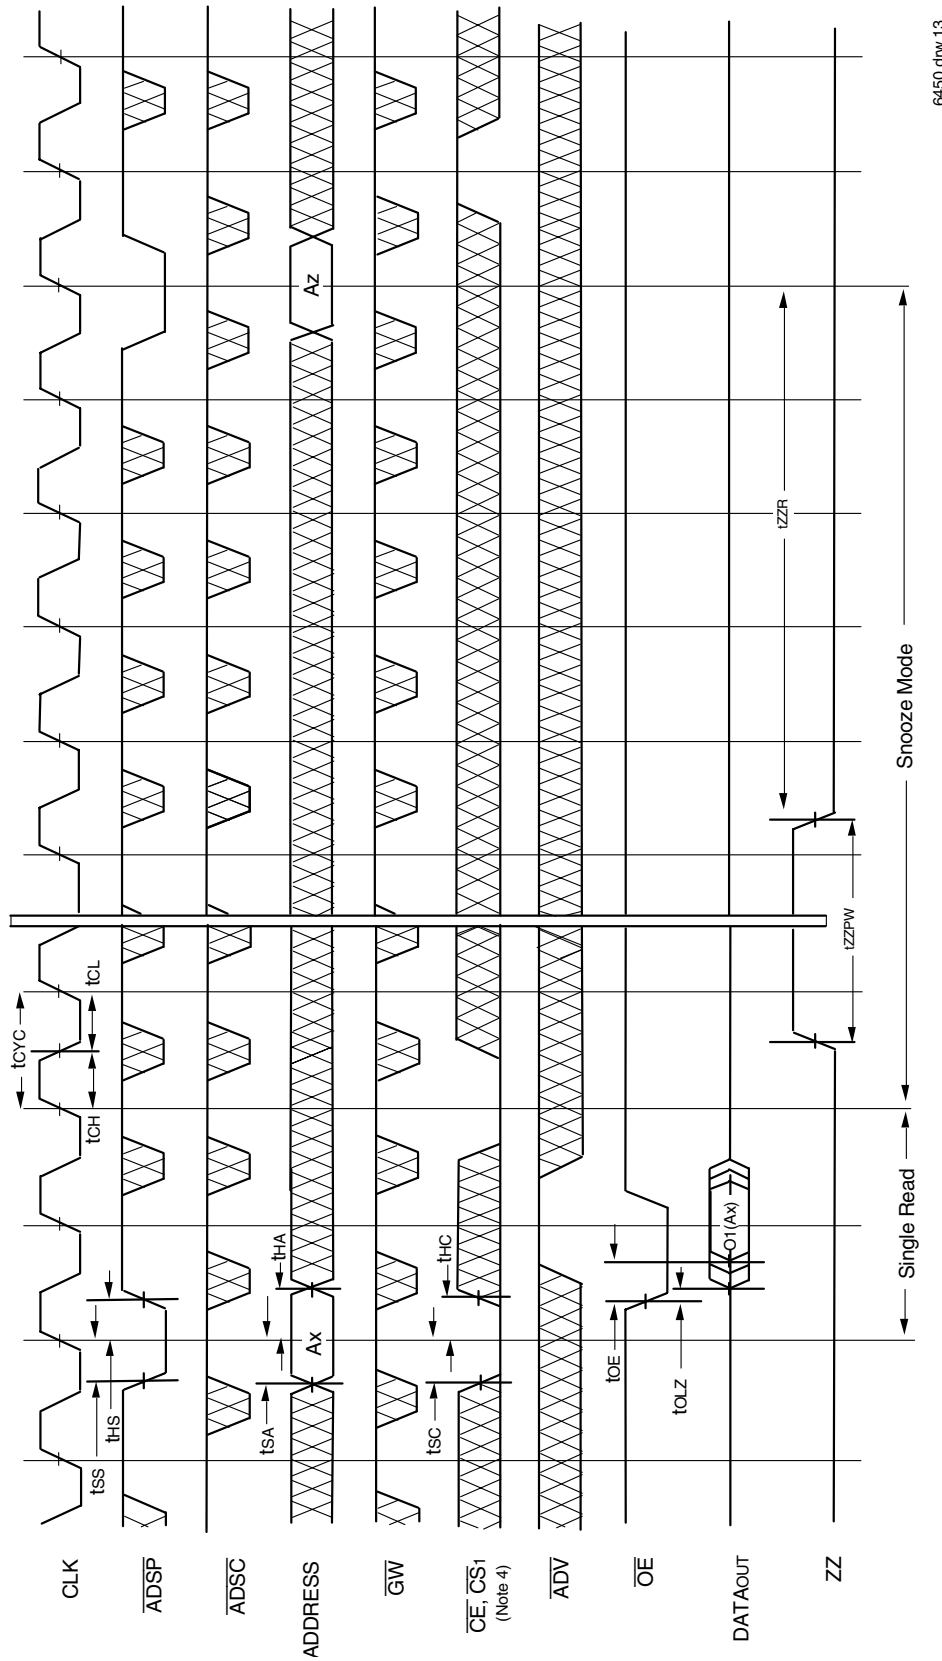 CLK
ADSP
ADSC
ADDRESS
GW
CE, CS1
(Note 4)
ADV
OE
DATAOUT
ZZ
tCYC
tCH
tCL
tSS
tHS
tSA
tHA
Ax
Az
tSC
tHC
tOE
tOLZ
O1(Ax)
tZZPW
tZZR
Single Read
Snooze Mode
6450 drw 13